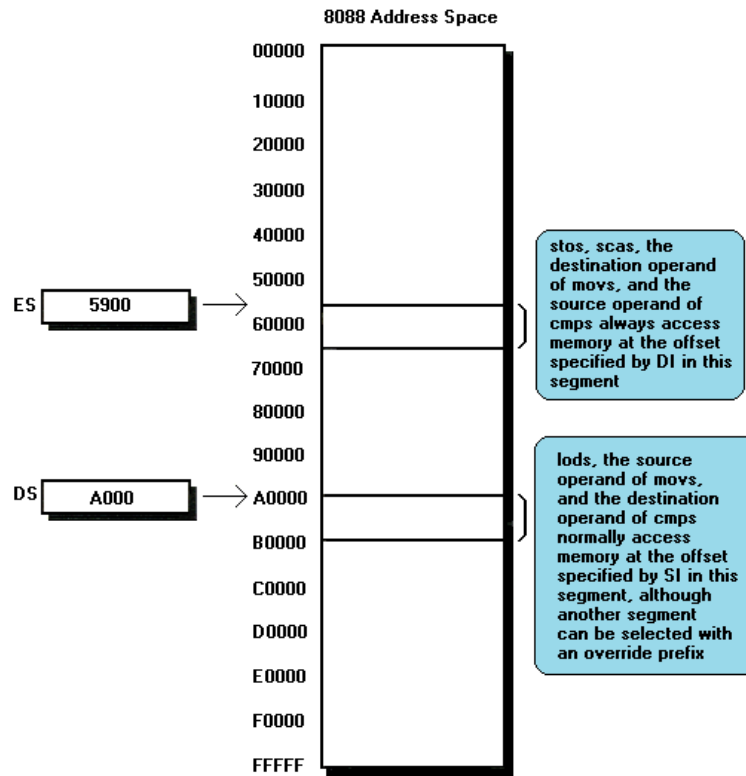 8088 Address Space
00000
10000
20000
30000
40000
50000
60000
70000
80000
90000
A0000
B0000
C0000
D0000
E0000
F0000
FFFFF
ES 5900
DS A000
stos, scas, the
destination operand
of movs, and the
source operand of
cmps always access
memory at the offset
specified by DI in this
segment
lods, the source
operand of movs,
and the destination
operand of cmps
normally access
memory at the offset
specified by SI in this
segment, although
another segment
can be selected with
an override prefix